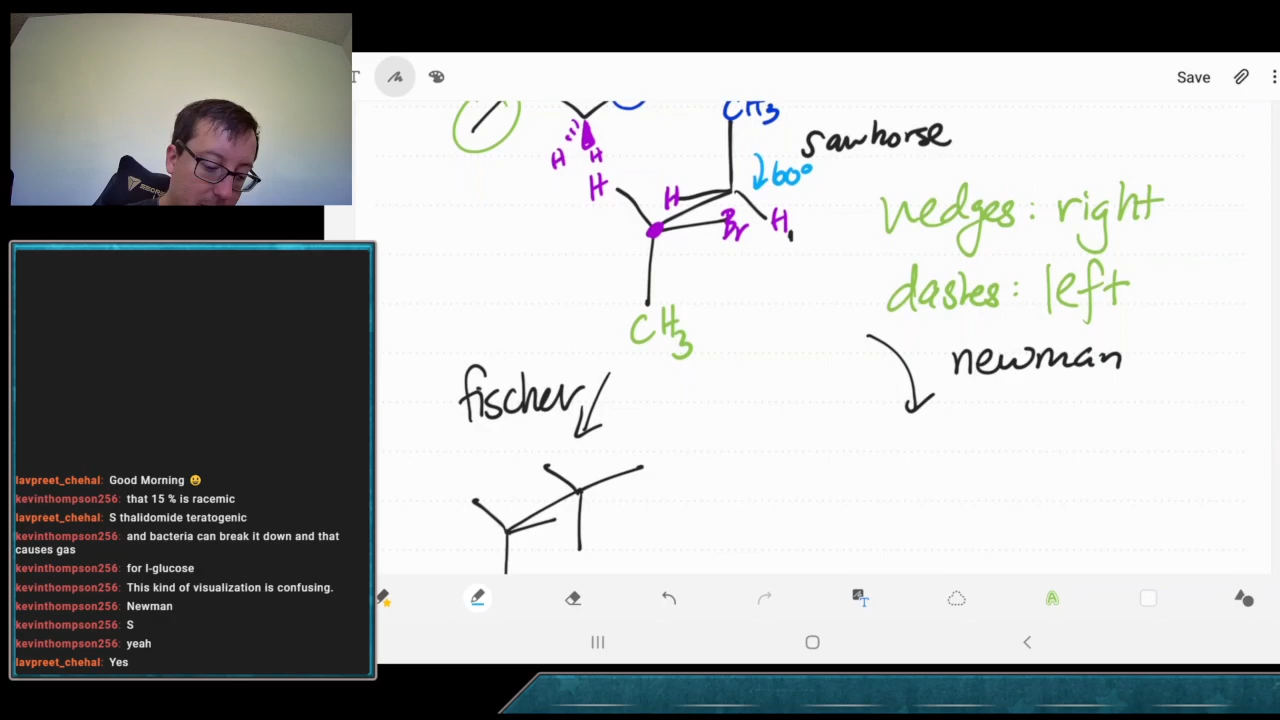 T
Save
CH3
sawhorse
H H
H
H
60°
Br
H
CH3
wedges: right
dashes: left
newman
fischer
lavpreet_chehal: Good Morning 😃
kevinthompson256: that 15 % is racemic
lavpreet_chehal: S thalidomide teratogenic
kevinthompson256: and bacteria can break it down and that
causes gas
kevinthompson256: for l-glucose
kevinthompson256: This kind of visualization is confusing.
kevinthompson256: Newman
kevinthompson256: S
kevinthompson256: yeah
lavpreet_chehal: Yes